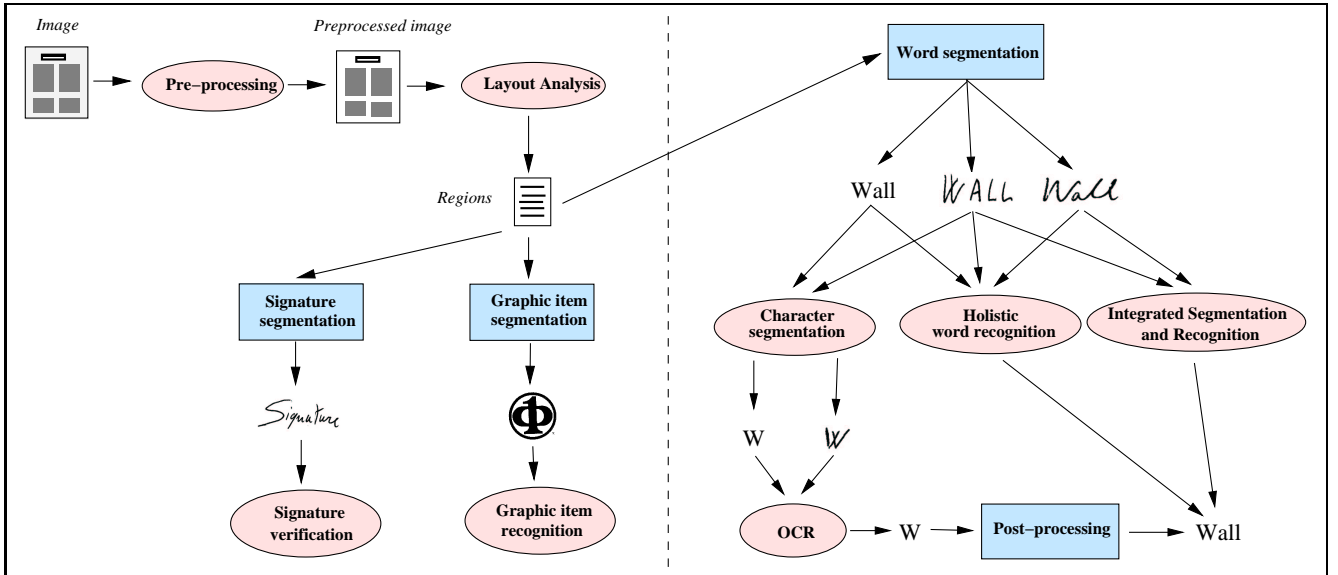 Image
Preprocessed image
Pre-processing
Layout Analysis
Regions
Signature
segmentation
Graphic item
segmentation
Signature
Signature
verification
Graphic item
recognition
Word segmentation
Wall
WALL
Wall
Character
segmentation
Holistic
word recognition
Integrated Segmentation
and Recognition
W
W
OCR
W
Post-processing
Wall